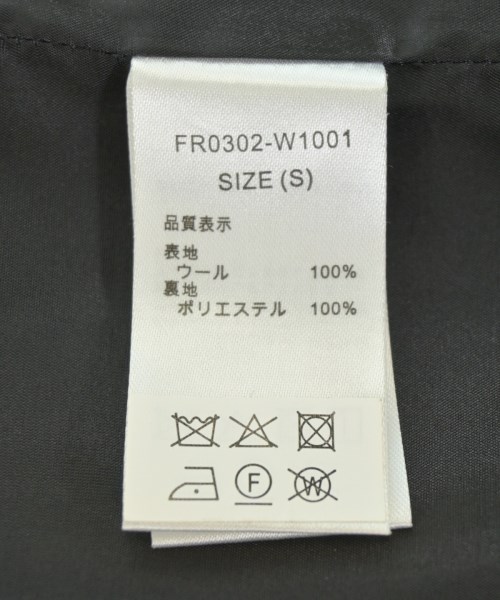 FR0302-W1001
SIZE (S)
品質表示
表地
ウール 100%
裏地
ポリエステル 100%
F W